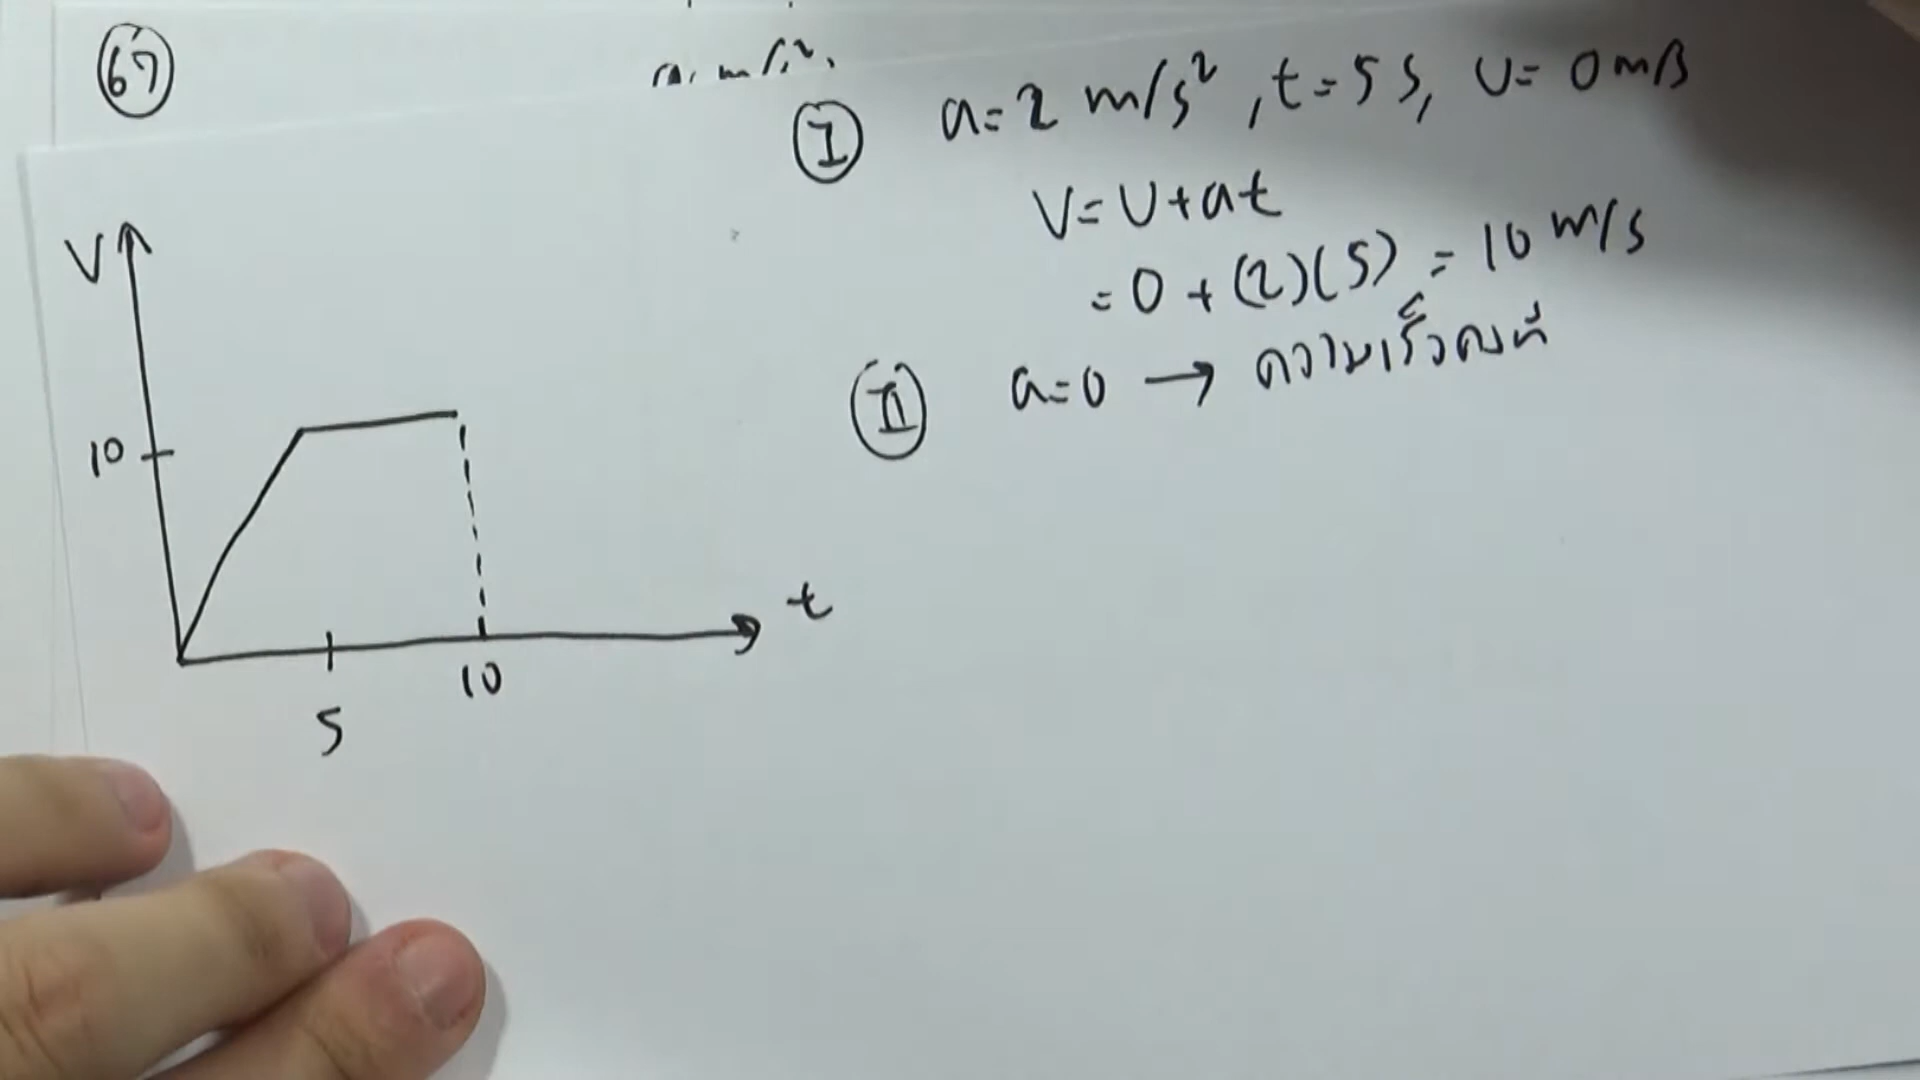 67
I a=2 m/s², t=5 s, u= 0 m/s
v=u+at
= 0 + (2)(5) = 10 m/s
II a=0 → ความเร็วคงที่
v
10
t
5
10